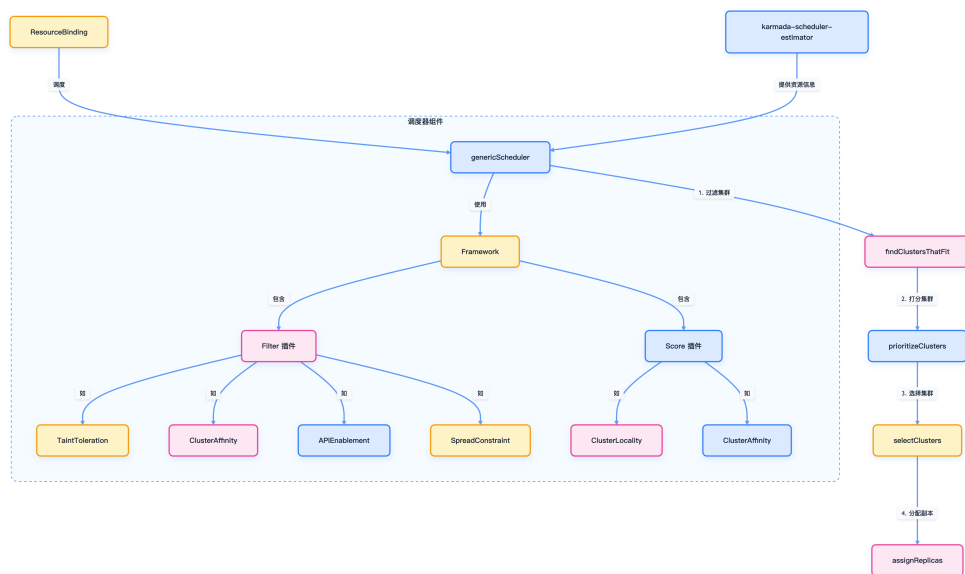 ResourceBinding
karmada-scheduler-
estimator
调度
提供资源信息
调度器组件
genericScheduler
1. 过滤集群
使用
Framework
findClustersThatFit
包含
包含
2. 打分集群
Filter 插件
Score 插件
prioritizeClusters
如
如
如
如
如
如
3. 选择集群
TaintToleration
ClusterAffinity
APIEnablement
SpreadConstraint
ClusterLocality
ClusterAffinity
selectClusters
4. 分配副本
assignReplicas